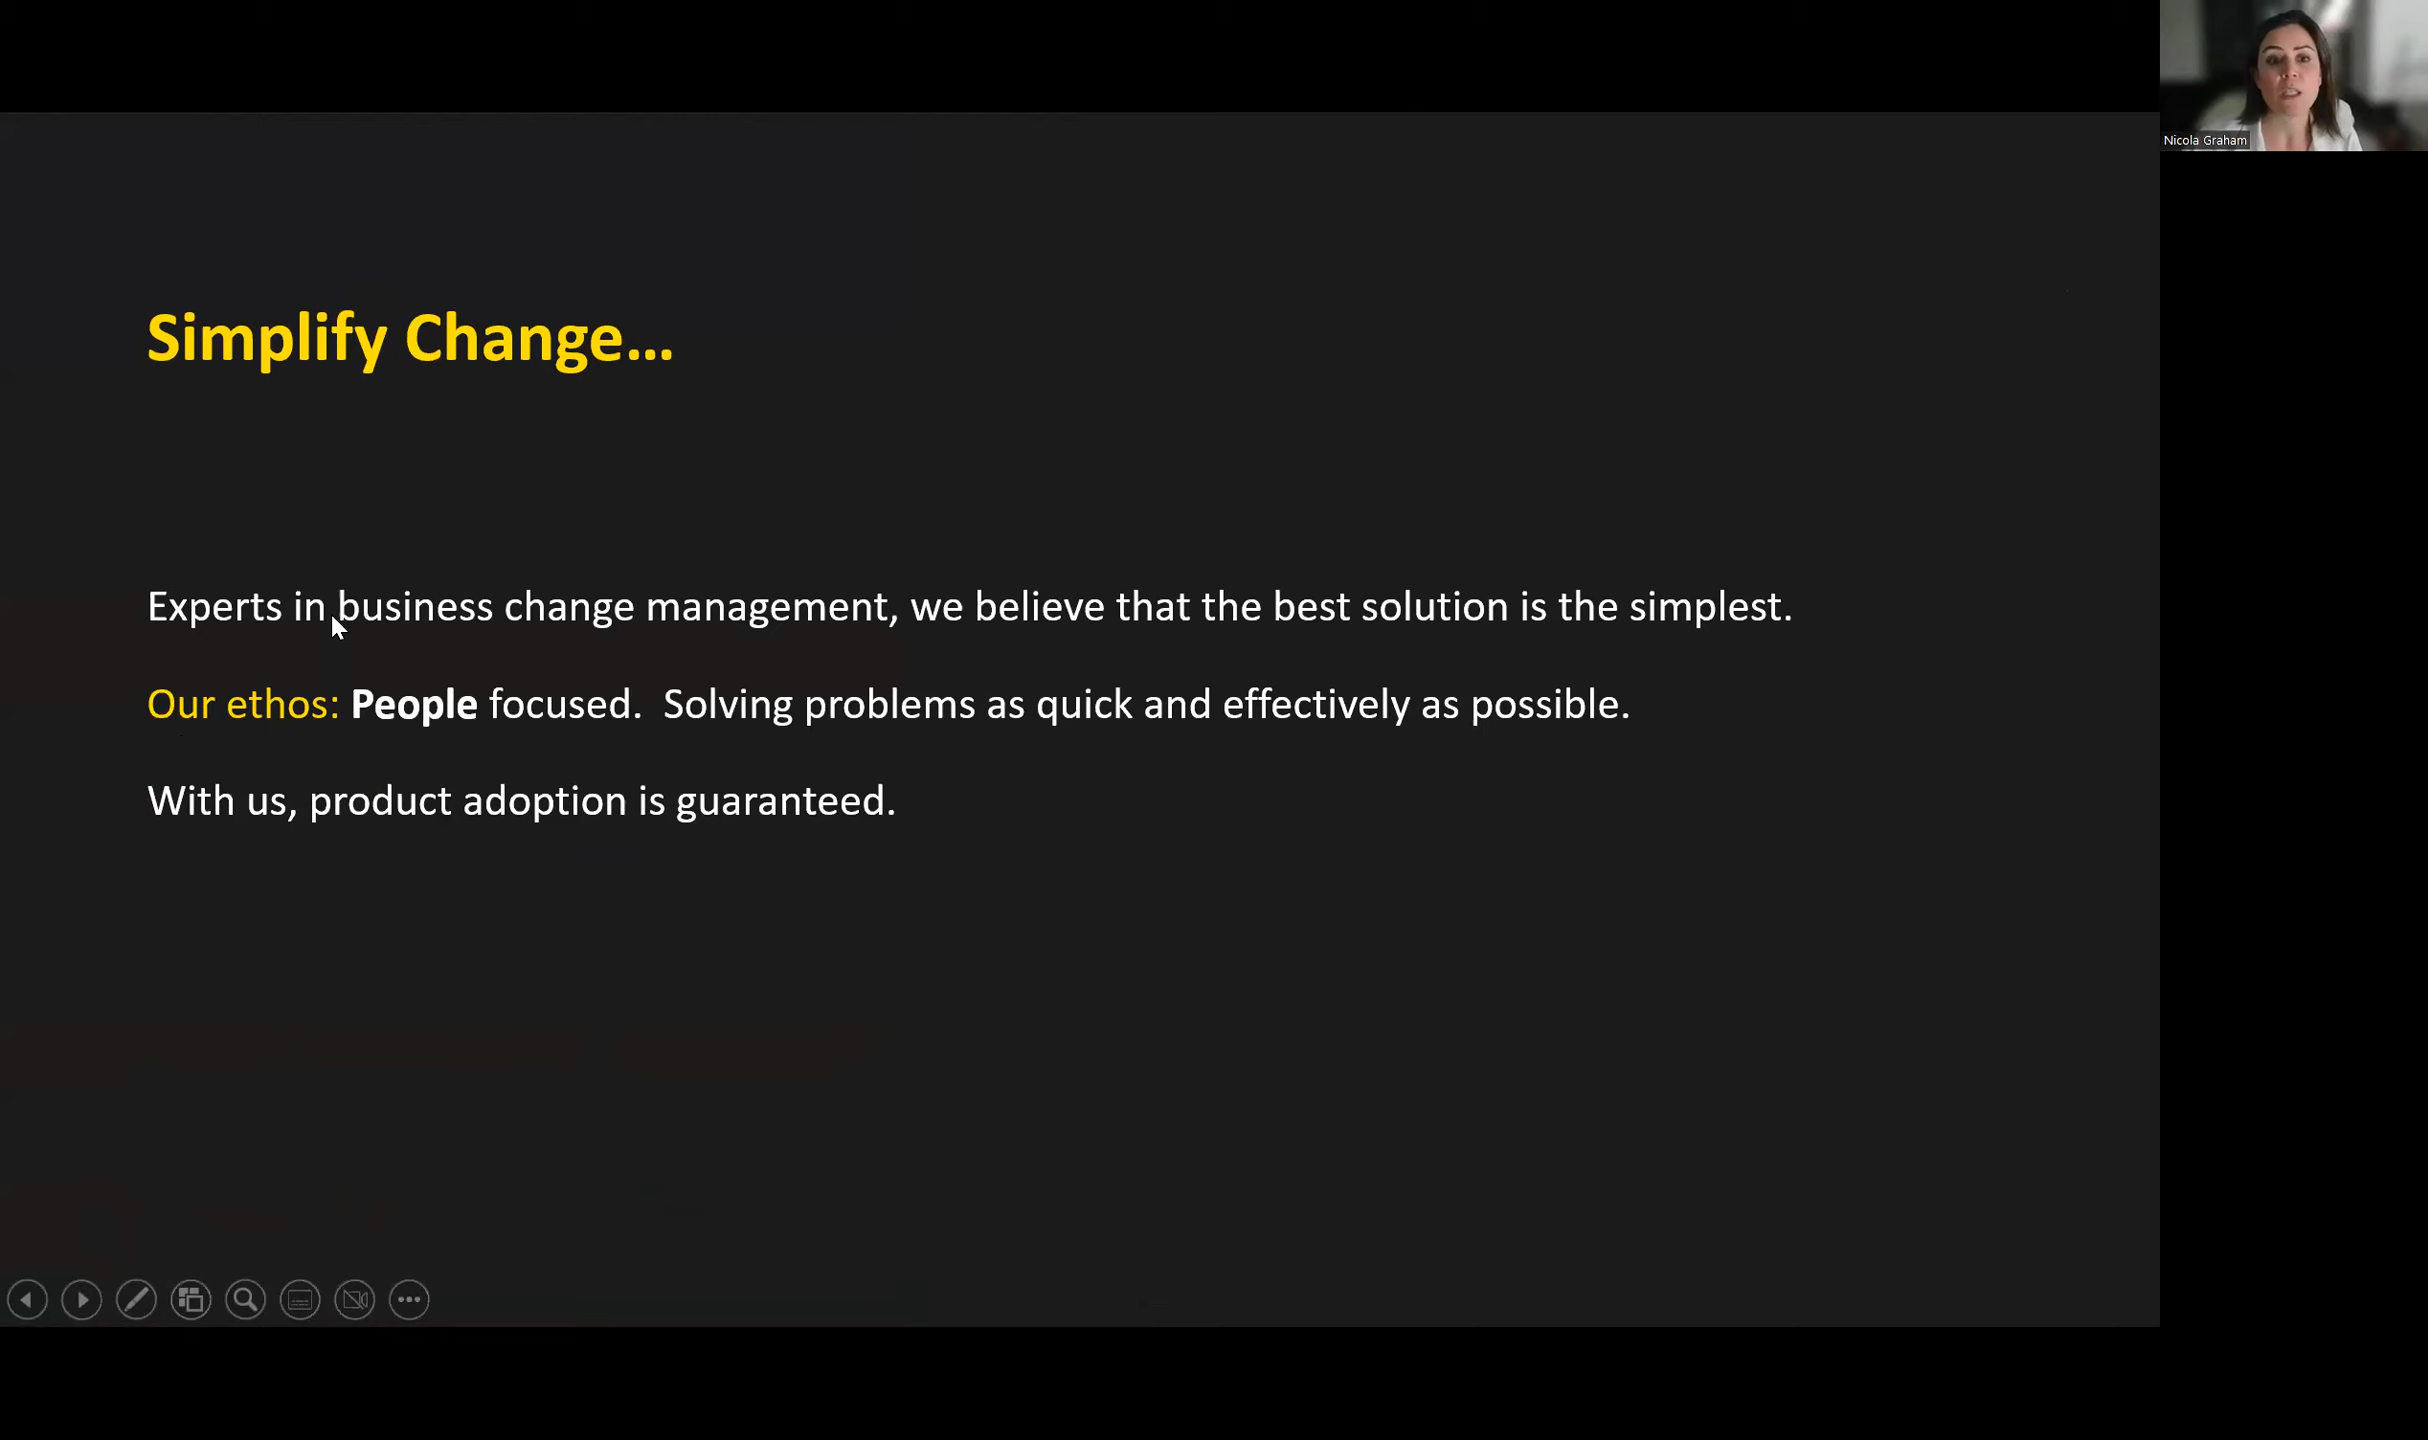 Nicola Graham
Simplify Change...
Experts in business change management, we believe that the best solution is the simplest.
Our ethos: People focused.  Solving problems as quick and effectively as possible.
With us, product adoption is guaranteed.